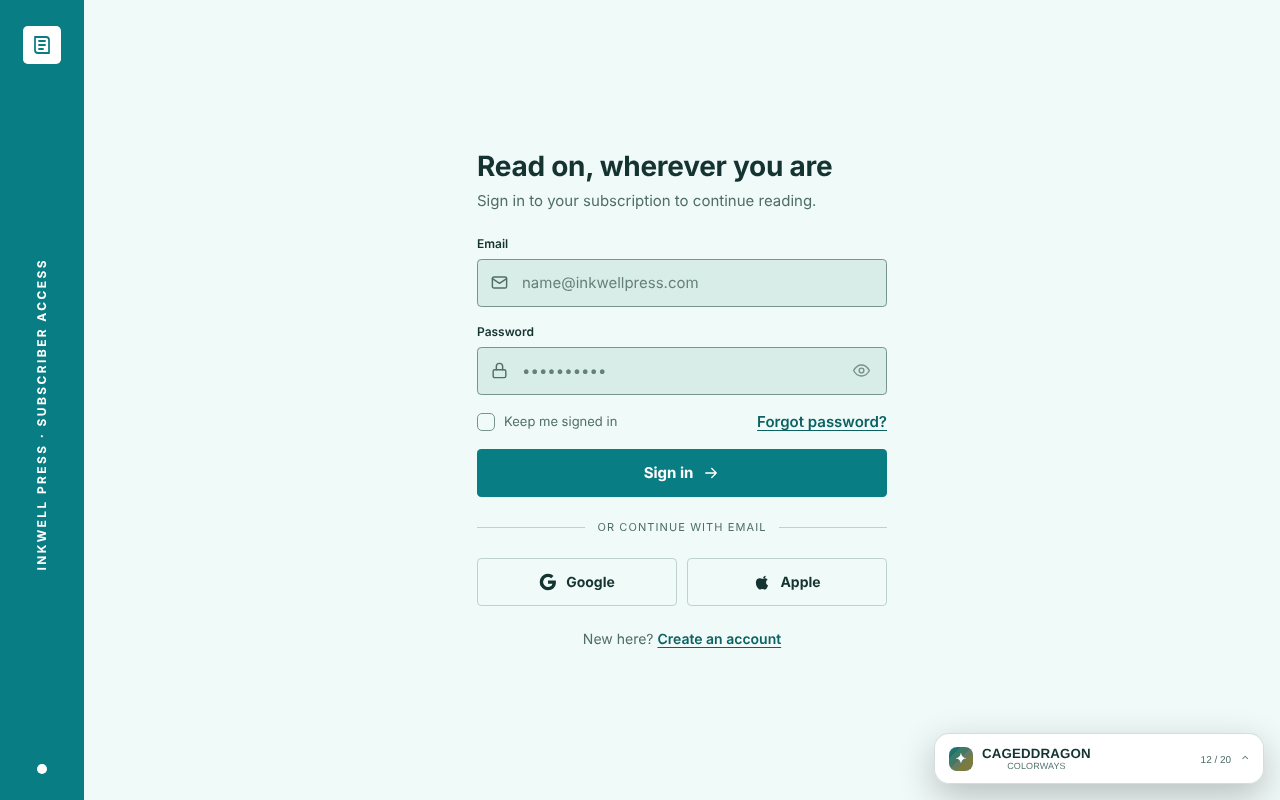 INKWELL PRESS · SUBSCRIBER ACCESS
Read on, wherever you are
Sign in to your subscription to continue reading.
Email
name@inkwellpress.com
Password
••••••••••
Keep me signed in
Forgot password?
Sign in →
OR CONTINUE WITH EMAIL
Google
Apple
New here? Create an account
CAGEDDRAGON
COLORWAYS
12 / 20